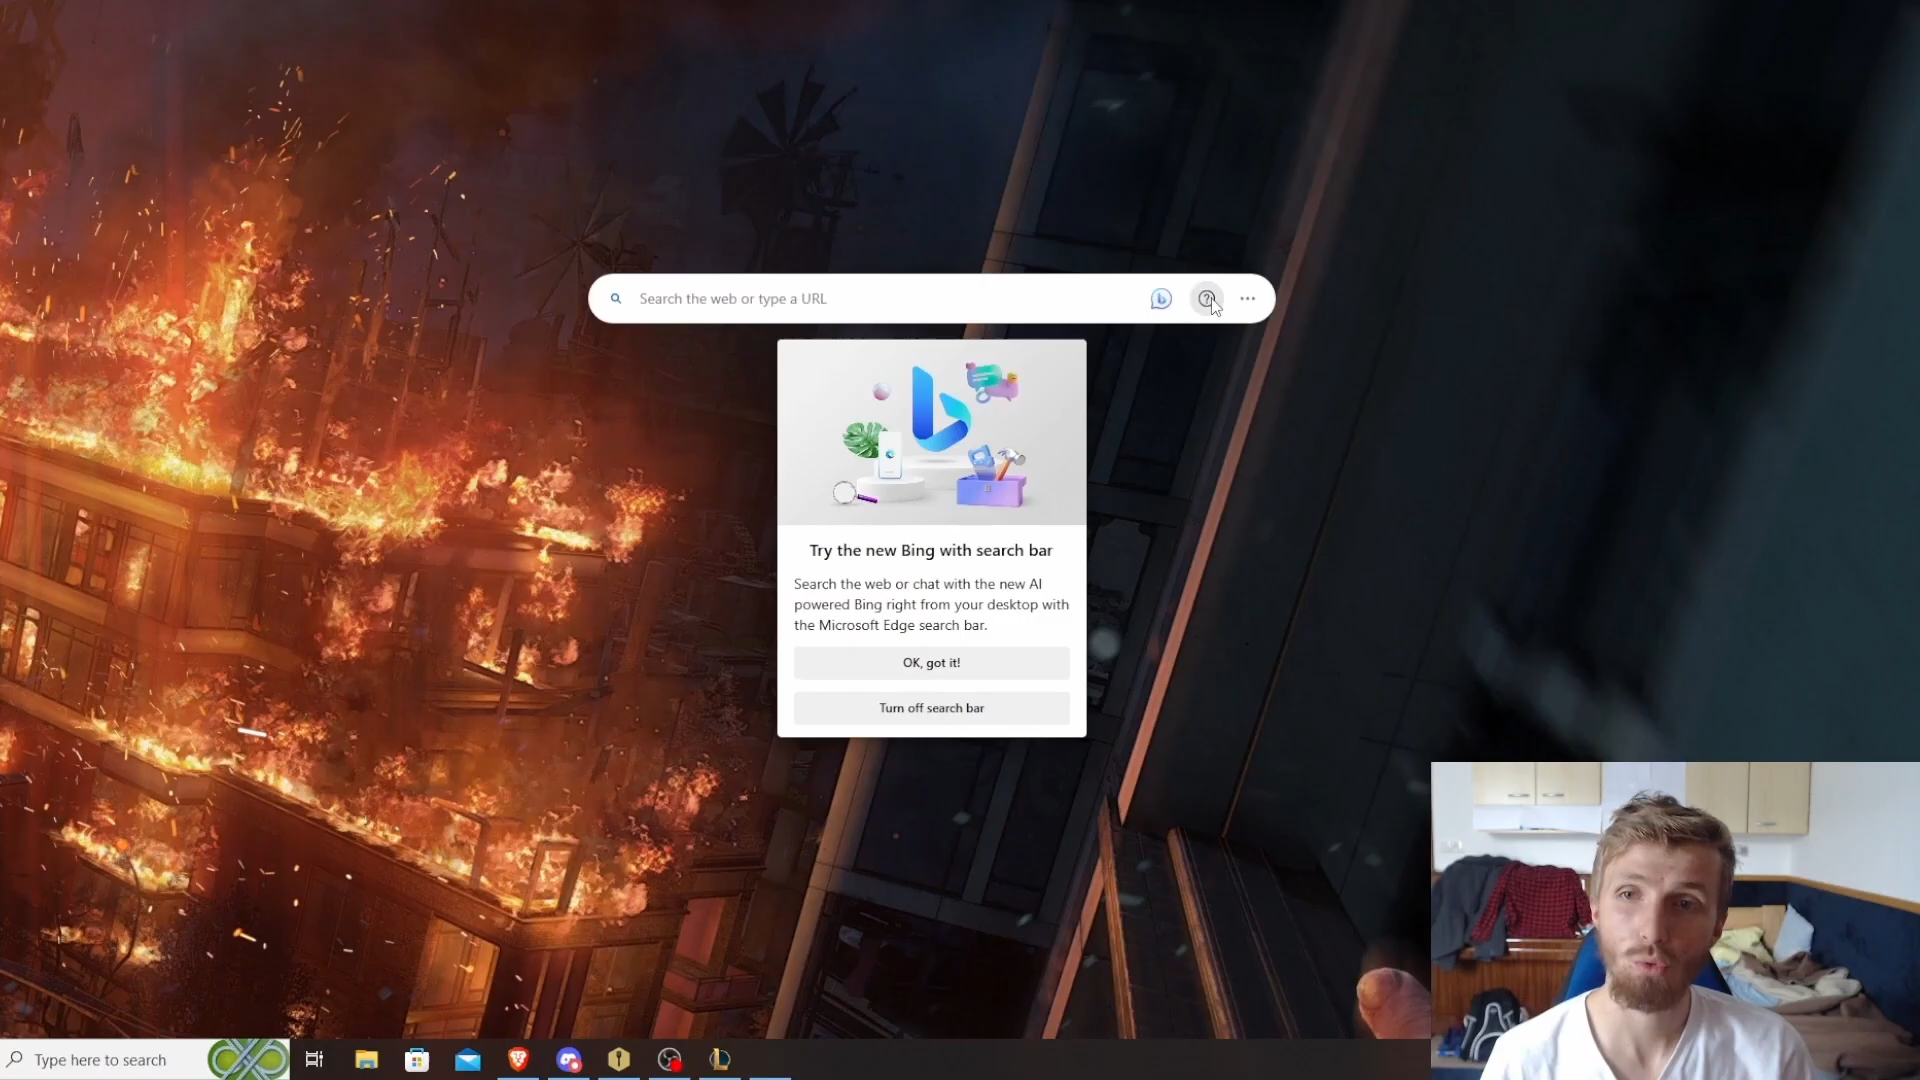 Search the web or type a URL
Try the new Bing with search bar
Search the web or chat with the new AI
powered Bing right from your desktop with
the Microsoft Edge search bar.
OK, got it!
Turn off search bar
Type here to search